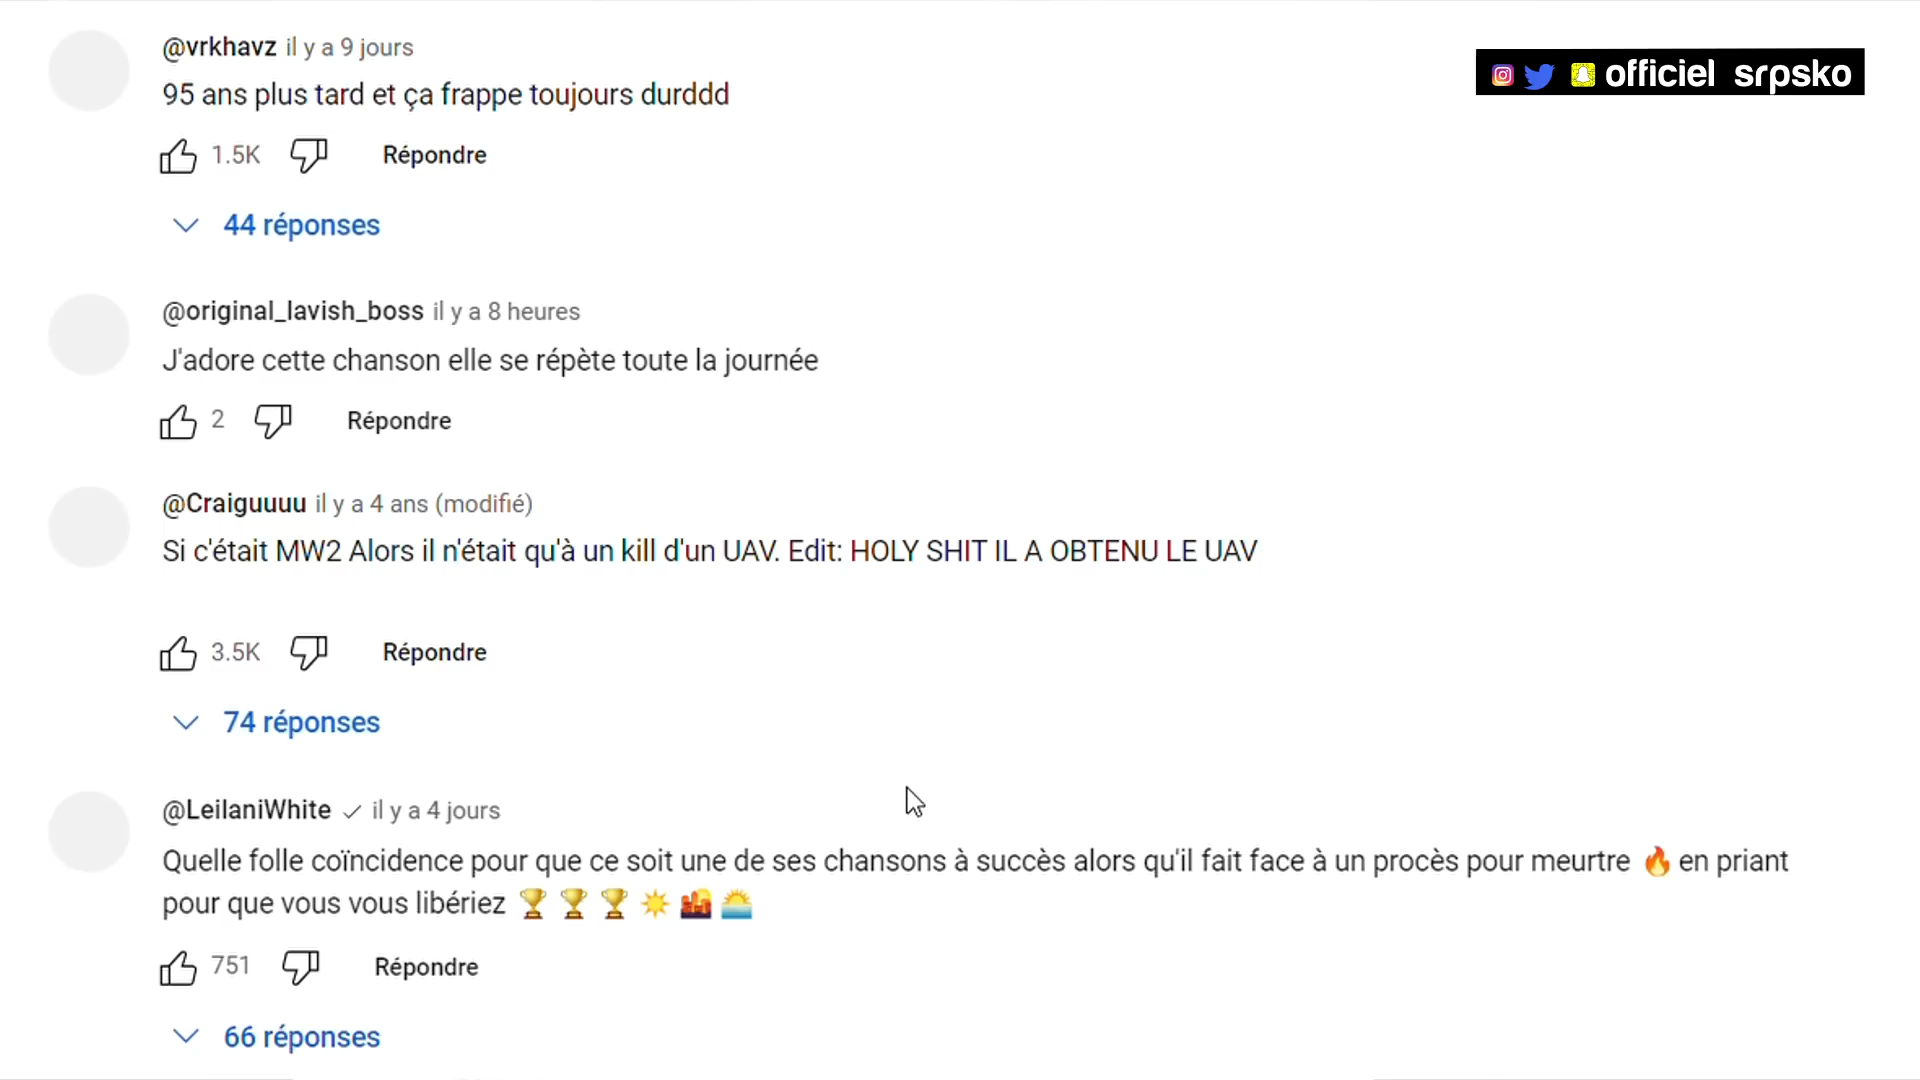 @vrkhavz il y a 9 jours
officiel srpsko
95 ans plus tard et ça frappe toujours durddd
1.5K Répondre
44 réponses
@original_lavish_boss il y a 8 heures
J'adore cette chanson elle se répète toute la journée
2 Répondre
@Craiguuuu il y a 4 ans (modifié)
Si c'était MW2 Alors il n'était qu'à un kill d'un UAV. Edit: HOLY SHIT IL A OBTENU LE UAV
3.5K Répondre
74 réponses
@LeilaniWhite il y a 4 jours
Quelle folle coïncidence pour que ce soit une de ses chansons à succès alors qu'il fait face à un procès pour meurtre 🔥 en priant
pour que vous vous libériez 🏆 🏆 🏆 ☀️ 🌇 🌅
751 Répondre
66 réponses